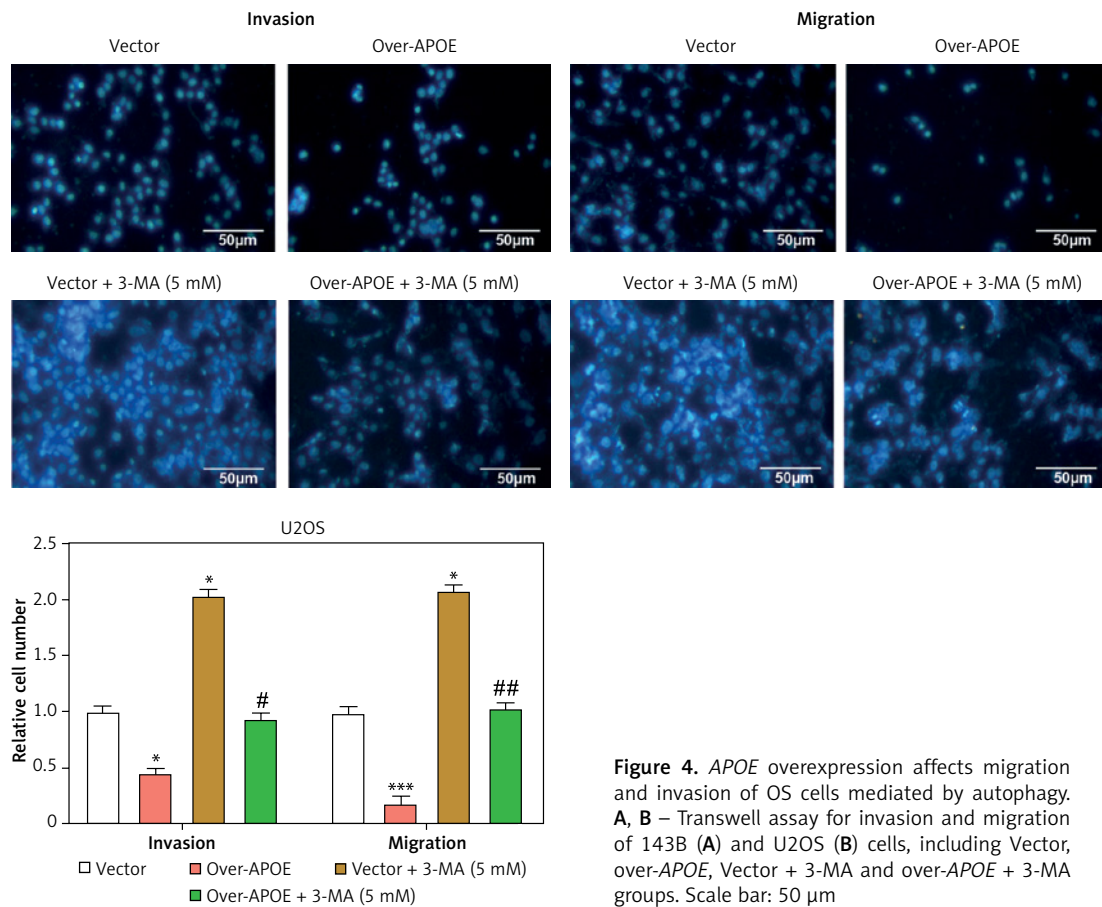 Invasion
Migration
Vector
Over-APOE
Vector
Over-APOE
50µm
50µm
50µm
50µm
Vector + 3-MA (5 mM)
Over-APOE + 3-MA (5 mM)
Vector + 3-MA (5 mM)
Over-APOE + 3-MA (5 mM)
50µm
50µm
50µm
50µm
U2OS
Relative cell number
2.5
2.0
1.5
1.0
0.5
0
*
*
#
*
***
##
Invasion
Migration
Vector
Over-APOE
Vector + 3-MA (5 mM)
Over-APOE + 3-MA (5 mM)
Figure 4. APOE overexpression affects migration
and invasion of OS cells mediated by autophagy.
A, B – Transwell assay for invasion and migration
of 143B (A) and U2OS (B) cells, including Vector,
over-APOE, Vector + 3-MA and over-APOE + 3-MA
groups. Scale bar: 50 µm